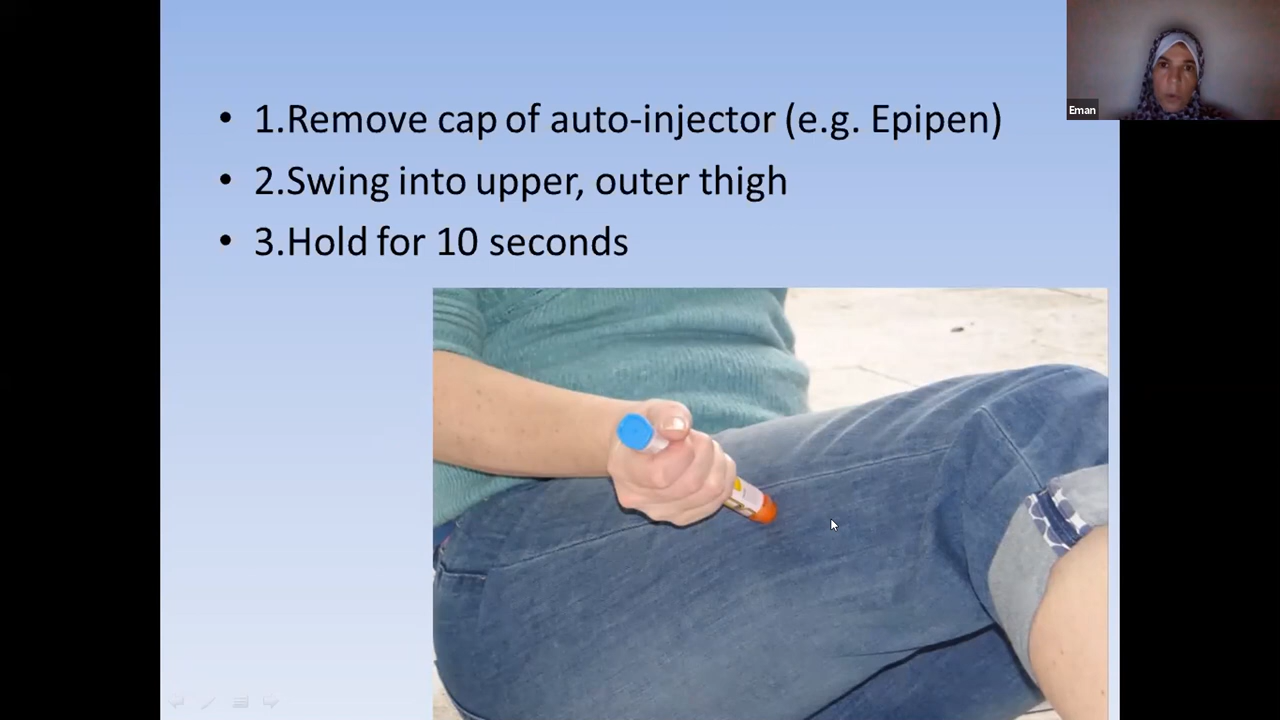 • 1.Remove cap of auto-injector (e.g. Epipen)
• 2.Swing into upper, outer thigh
• 3.Hold for 10 seconds
Eman